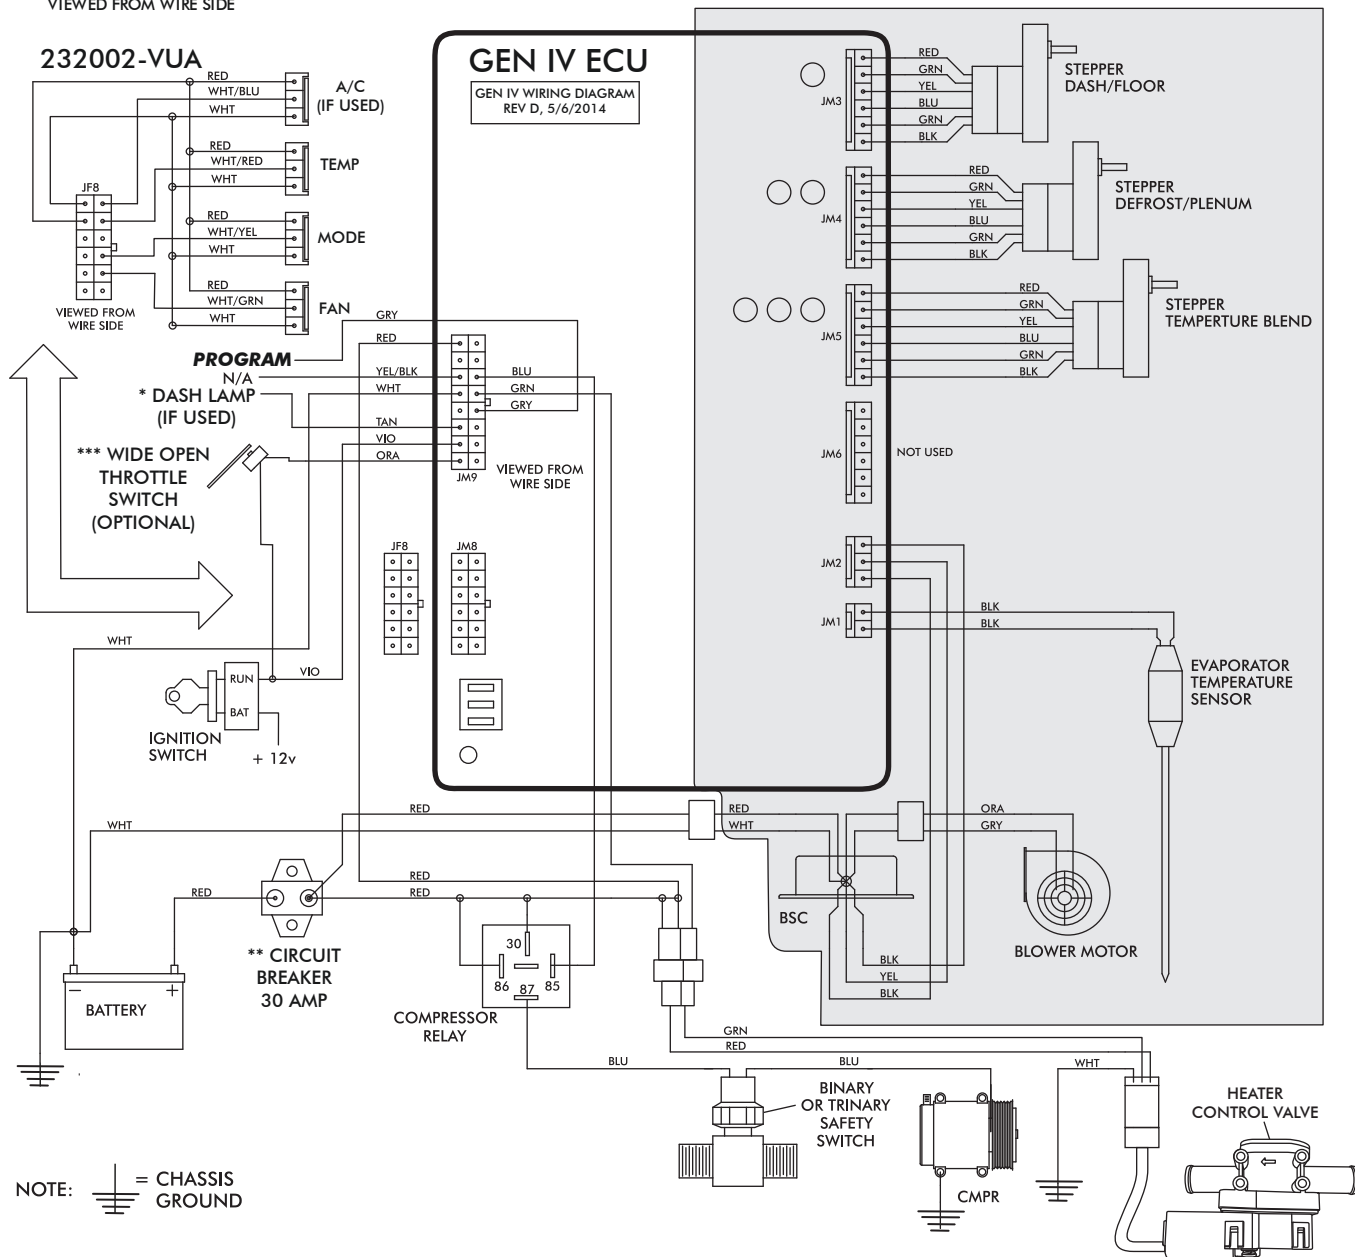 VIEWED FROM WIRE SIDE
232002-VUA
RED
WHT/BLU
WHT
A/C
(IF USED)
RED
WHT/RED
WHT
TEMP
RED
WHT/YEL
WHT
MODE
RED
WHT/GRN
WHT
FAN
JF8
VIEWED FROM
WIRE SIDE
GEN IV ECU
GEN IV WIRING DIAGRAM
REV D, 5/6/2014
JM3
RED
GRN
YEL
BLU
GRN
BLK
STEPPER
DASH/FLOOR
JM4
RED
GRN
YEL
BLU
GRN
BLK
STEPPER
DEFROST/PLENUM
JM5
RED
GRN
YEL
BLU
GRN
BLK
STEPPER
TEMPERTURE BLEND
JM6
NOT USED
JM2
JM1
BLK
BLK
EVAPORATOR
TEMPERATURE
SENSOR
GRY
RED
PROGRAM
N/A
YEL/BLK
WHT
* DASH LAMP
(IF USED)
TAN
VIO
ORA
BLU
GRN
GRY
JM9
VIEWED FROM
WIRE SIDE
*** WIDE OPEN
THROTTLE
SWITCH
(OPTIONAL)
JF8
JM8
WHT
RUN
BAT
VIO
IGNITION
SWITCH
+ 12v
RED
WHT
RED
WHT
ORA
GRY
BSC
BLOWER MOTOR
BLK
YEL
BLK
RED
RED
RED
** CIRCUIT
BREAKER
30 AMP
−
+
BATTERY
30
86
87
85
COMPRESSOR
RELAY
GRN
RED
BLU
BLU
WHT
BINARY
OR TRINARY
SAFETY
SWITCH
CMPR
HEATER
CONTROL VALVE
NOTE:
= CHASSIS
GROUND